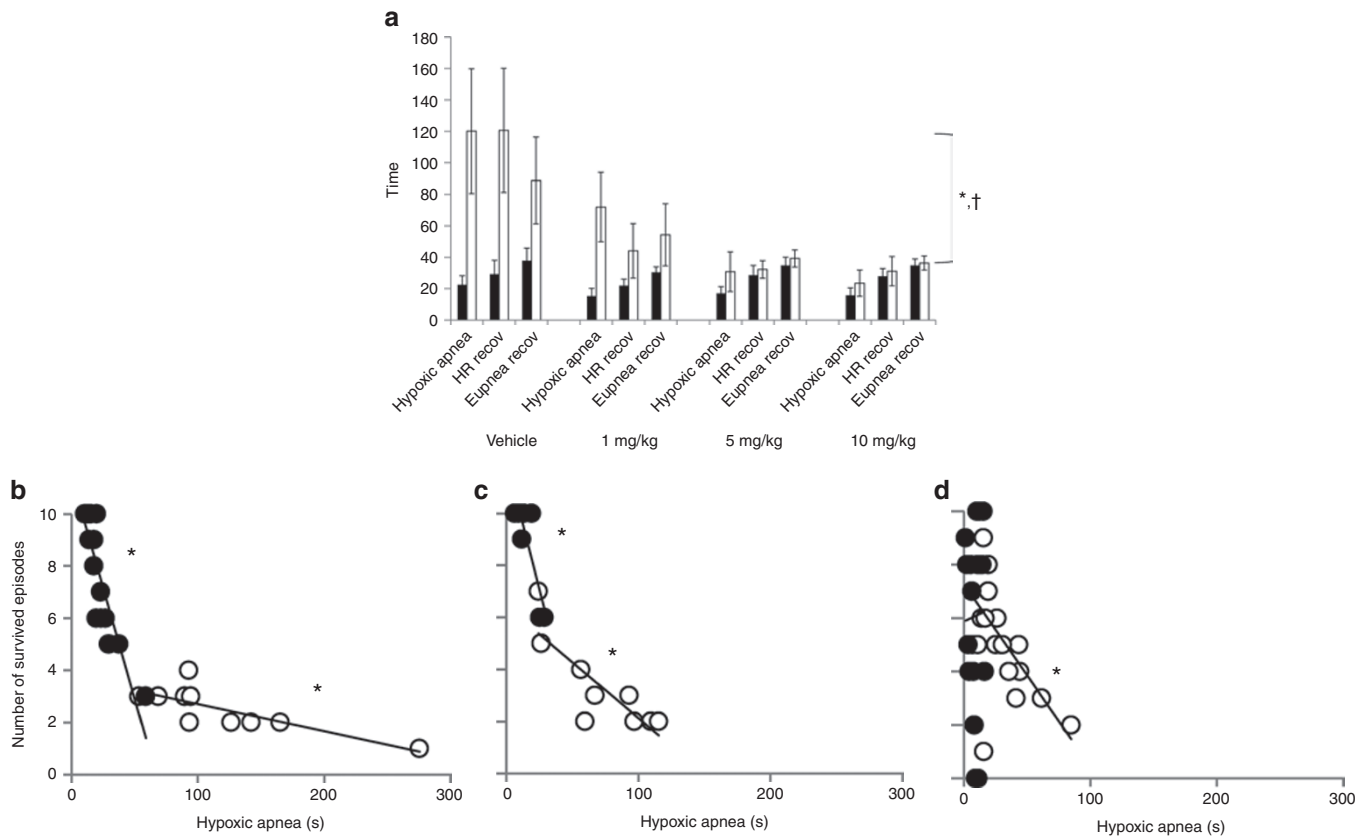 a
180
160
140
120
100
80
60
40
20
0
Time
*,†
Hypoxic apnea
HR recov
Eupnea recov
Hypoxic apnea
HR recov
Eupnea recov
Hypoxic apnea
HR recov
Eupnea recov
Hypoxic apnea
HR recov
Eupnea recov
Vehicle
1 mg/kg
5 mg/kg
10 mg/kg
b
Number of survived episodes
10
8
6
4
2
0
*
*
0
100
200
300
Hypoxic apnea (s)
c
*
*
0
100
200
300
Hypoxic apnea (s)
d
*
0
100
200
300
Hypoxic apnea (s)